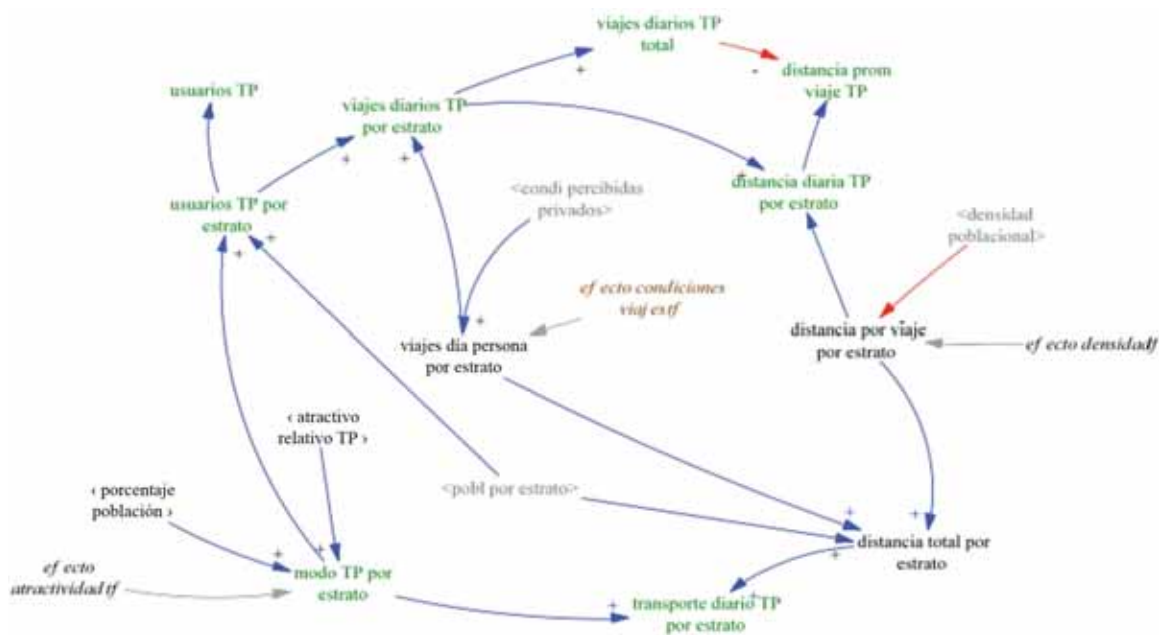 viajes diarios TP
total
distancia prom
viaje TP
usuarios TP
viajes diarios TP
por estrato
<condi percibidas
privados>
distancia diaria TP
por estrato
usuarios TP por
estrato
<densidad
poblacional>
ef ecto condiciones
viaj estf
viajes día persona
por estrato
distancia por viaje
por estrato
ef ecto densidadtf
‹ atractivo
relativo TP ›
‹ porcentaje
población ›
<pobl por estrato>
distancia total por
estrato
ef ecto
atractividad tf
modo TP por
estrato
transporte diario TP
por estrato